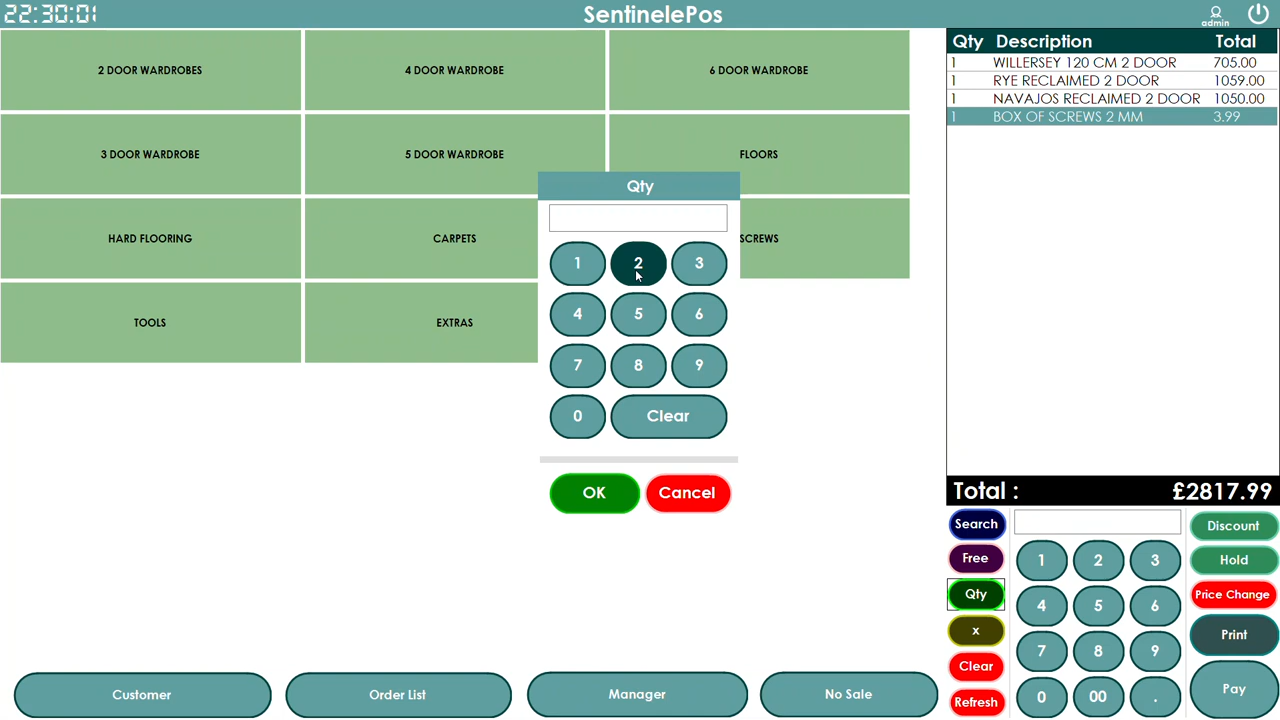 22:30:01
SentinelePos
admin
2 DOOR WARDROBES
4 DOOR WARDROBE
6 DOOR WARDROBE
3 DOOR WARDROBE
5 DOOR WARDROBE
FLOORS
HARD FLOORING
CARPETS
SCREWS
TOOLS
EXTRAS
Qty
1 2 3
4 5 6
7 8 9
0 Clear
OK Cancel
Qty Description Total
1 WILLERSEY 120 CM 2 DOOR 705.00
1 RYE RECLAIMED 2 DOOR 1059.00
1 NAVAJOS RECLAIMED 2 DOOR 1050.00
1 BOX OF SCREWS 2 MM 3.99
Total : £2817.99
Search
Free
Qty
x
Clear
Refresh
1 2 3
4 5 6
7 8 9
0 00 .
Discount
Hold
Price Change
Print
Pay
Customer
Order List
Manager
No Sale